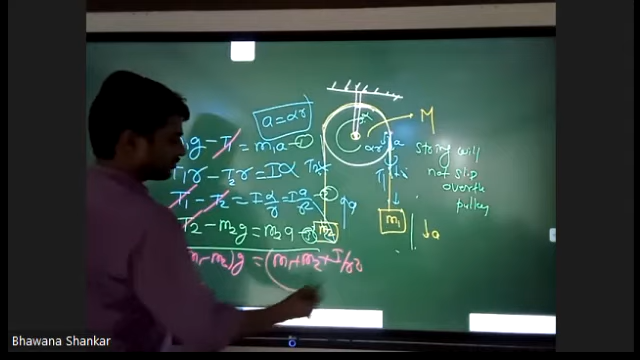 a = αr
M
g - T₁ = m₁a - ①
T₁r - T₂r = Iα
T₁ - T₂ = I α/r = I a/r² ②
T₂ - m₂g = m₂a
String will
not slip
over the
pulley
T₁
a
m₂
m₁
↓a
m₁ - m₂)g = (m₁ + m₂ + I/r²
Bhawana Shankar